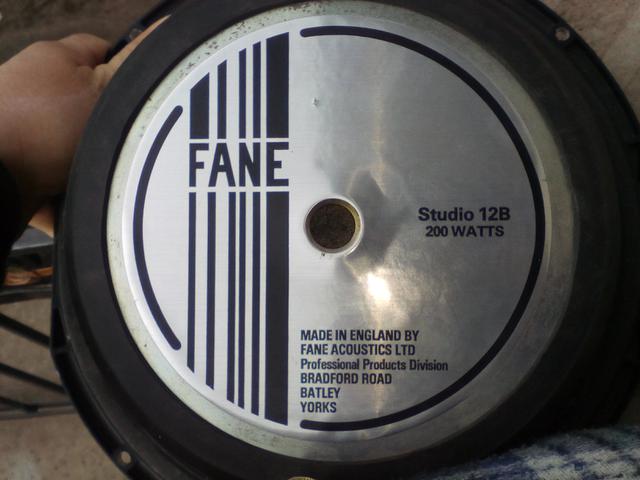 FANE
Studio 12B
200 WATTS
MADE IN ENGLAND BY
FANE ACOUSTICS LTD
Professional Products Division
BRADFORD ROAD
BATLEY
YORKS